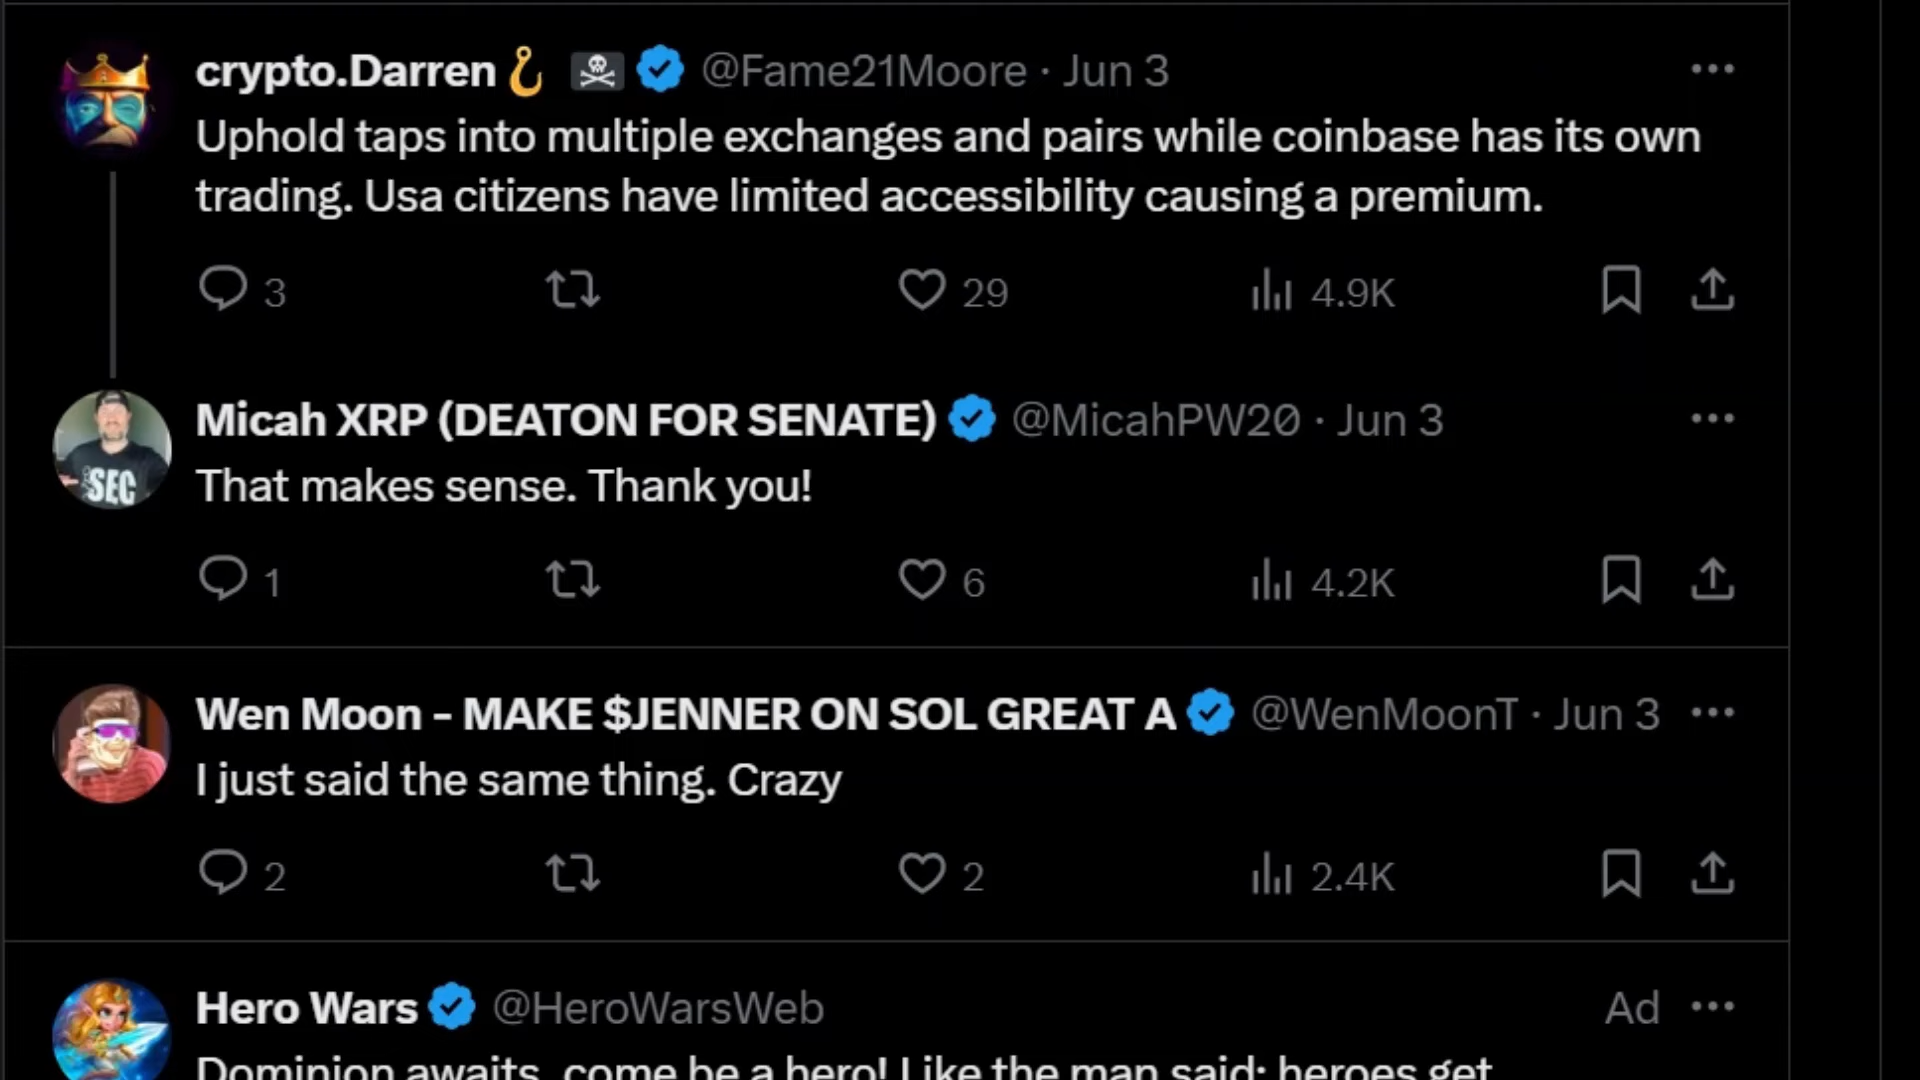 crypto.Darren @Fame21Moore · Jun 3
Uphold taps into multiple exchanges and pairs while coinbase has its own
trading. Usa citizens have limited accessibility causing a premium.
3 29 4.9K
Micah XRP (DEATON FOR SENATE) @MicahPW20 · Jun 3
SEC
That makes sense. Thank you!
1 6 4.2K
Wen Moon - MAKE $JENNER ON SOL GREAT A @WenMoonT · Jun 3
I just said the same thing. Crazy
2 2 2.4K
Hero Wars @HeroWarsWeb Ad
Dominion awaits, come be a hero! Like the man said: heroes get